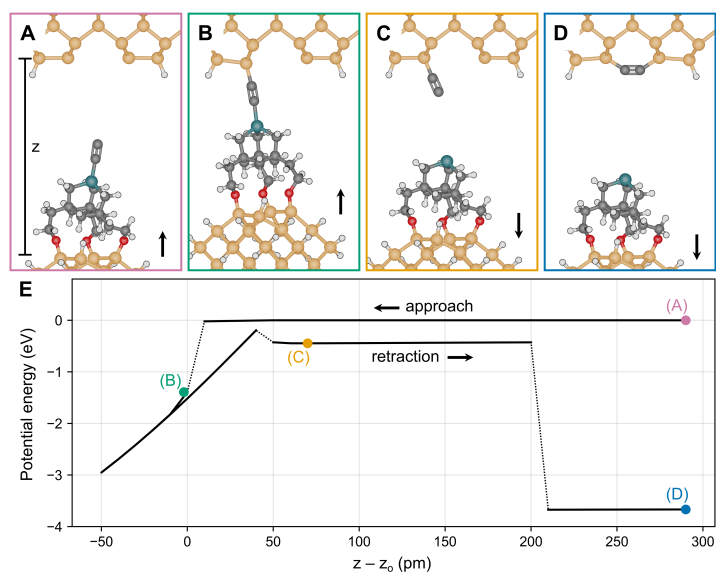 A
B
C
D
z
E
approach
(A)
retraction
(C)
(B)
(D)
0
−1
−2
−3
−4
Potential energy (eV)
−50
0
50
100
150
200
250
300
z − zo (pm)